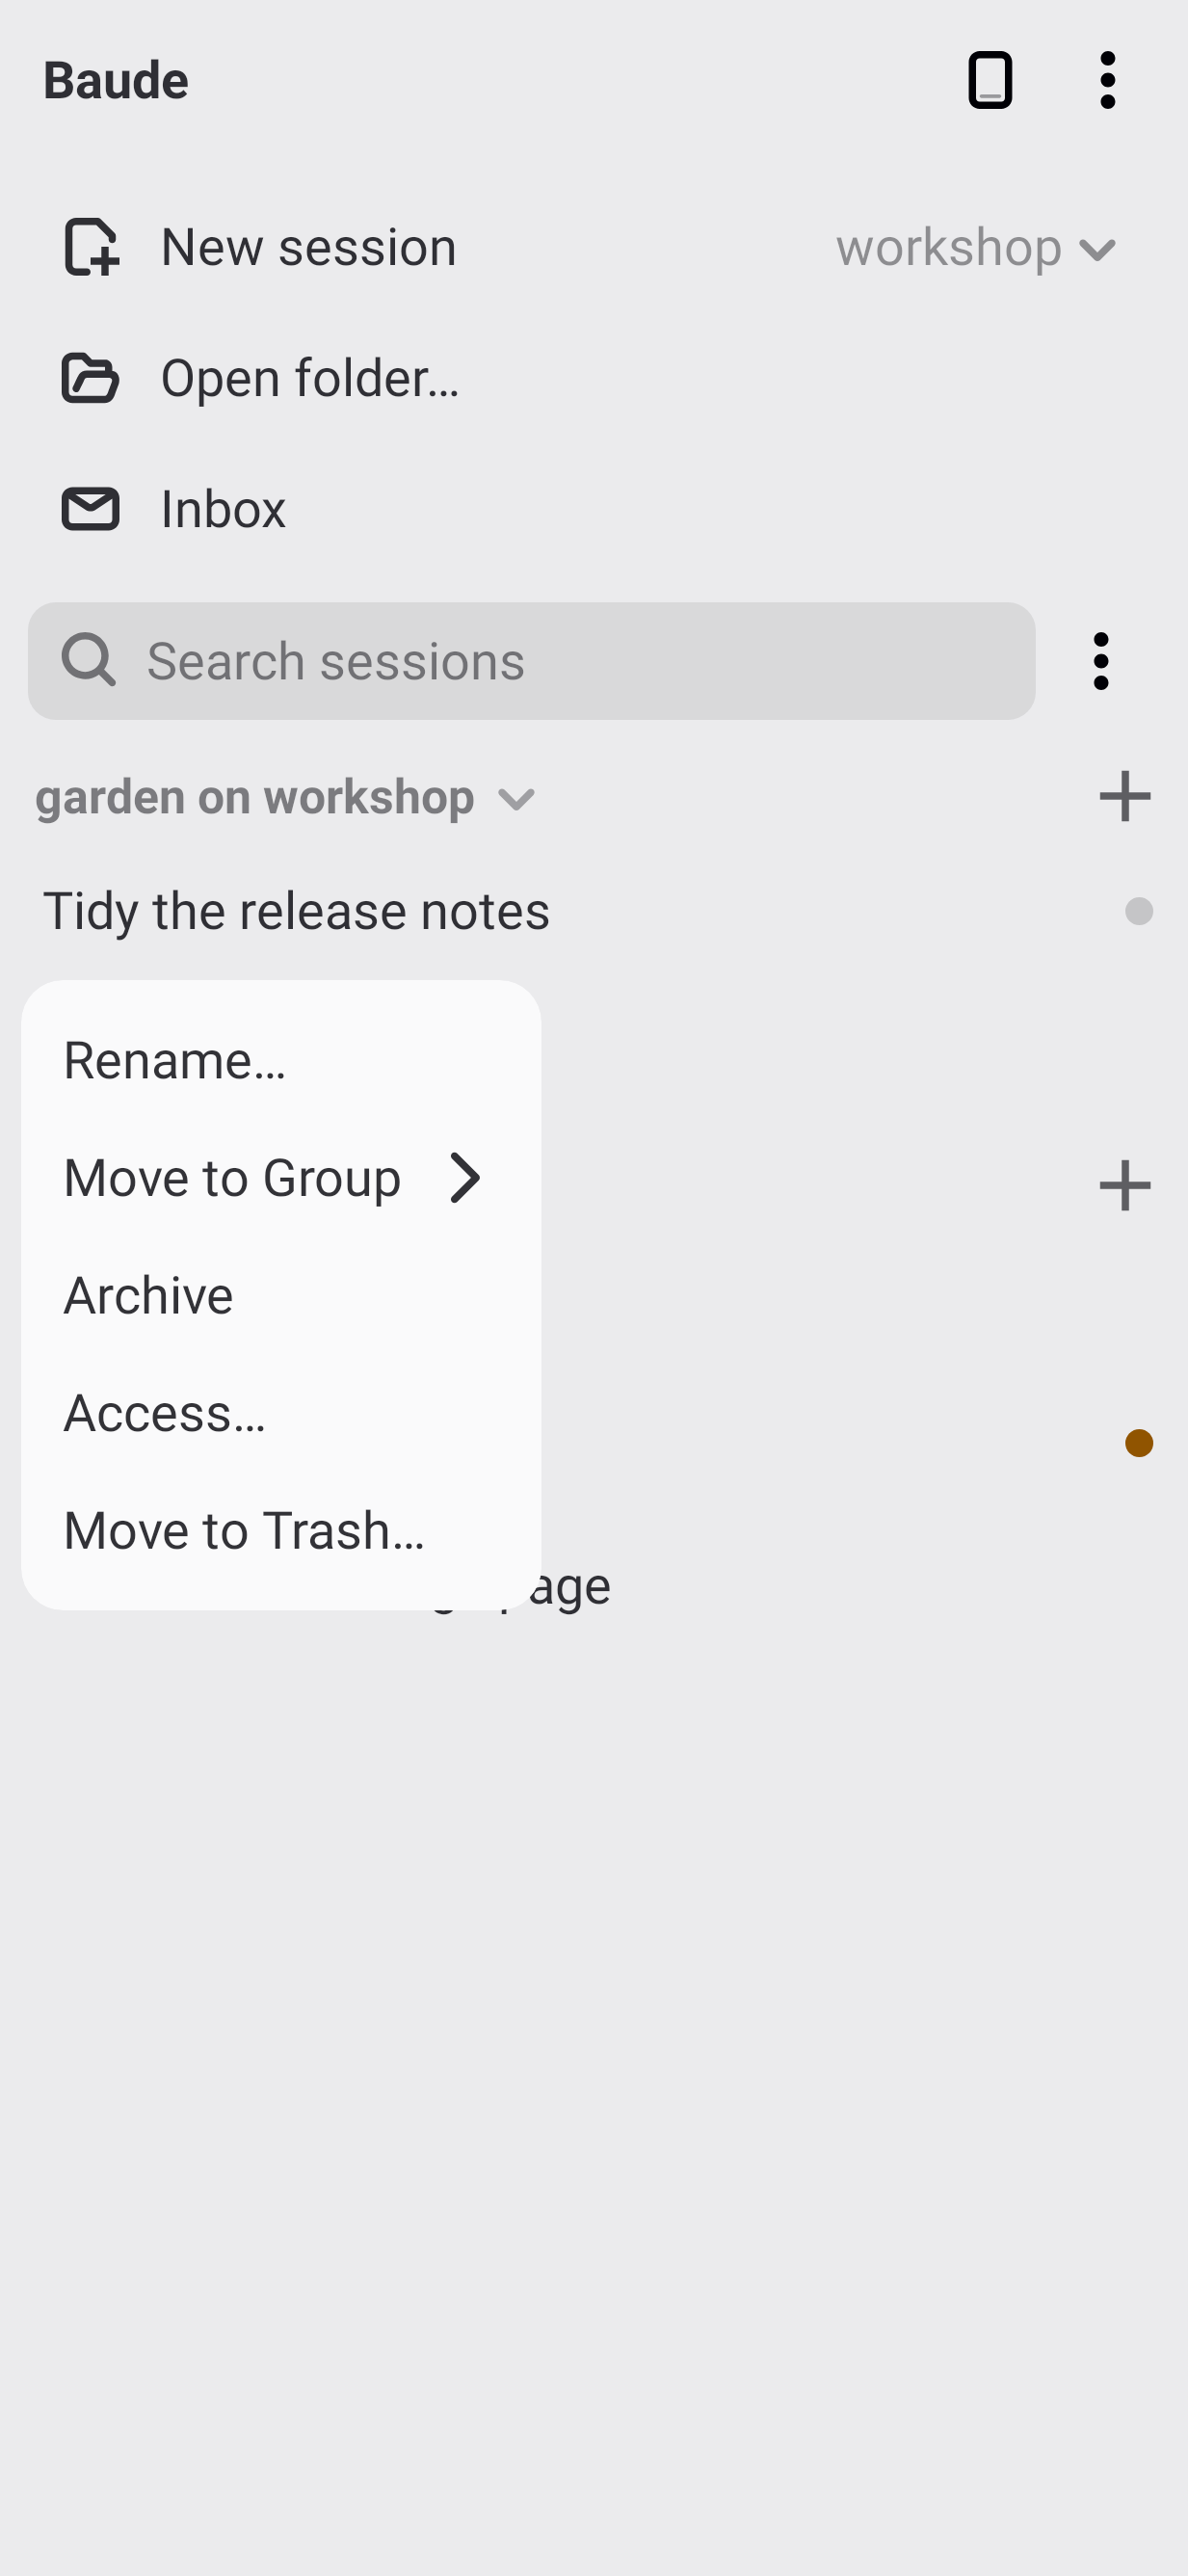 Baude
New session
workshop
Open folder…
Inbox
Search sessions
garden on workshop
Tidy the release notes
Rename…
Move to Group
Archive
Access…
Move to Trash…